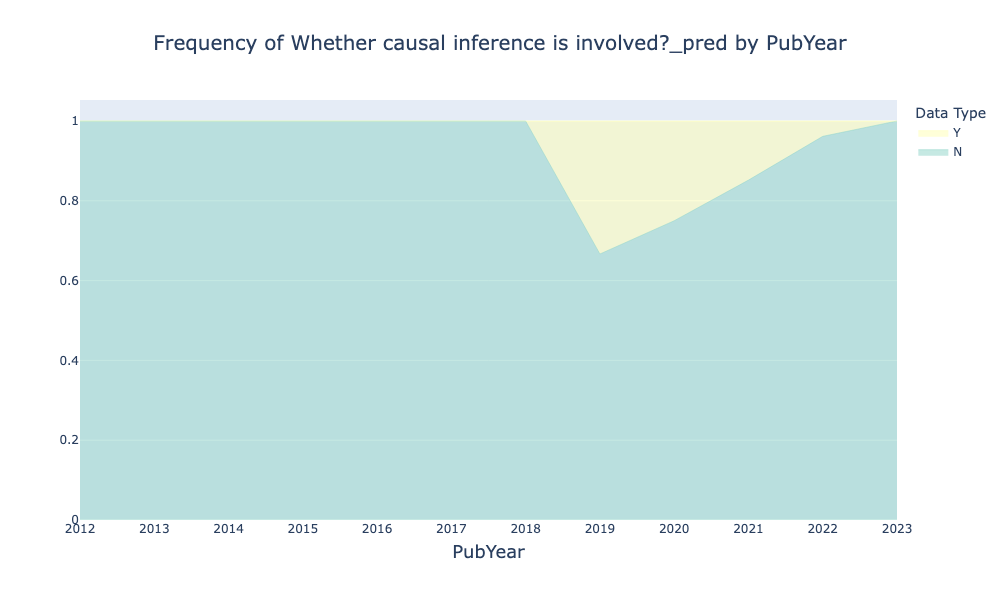 Frequency of Whether causal inference is involved?_pred by PubYear
Data Type
Y
N
1
0.8
0.6
0.4
0.2
0
2012 2013 2014 2015 2016 2017 2018 2019 2020 2021 2022 2023
PubYear